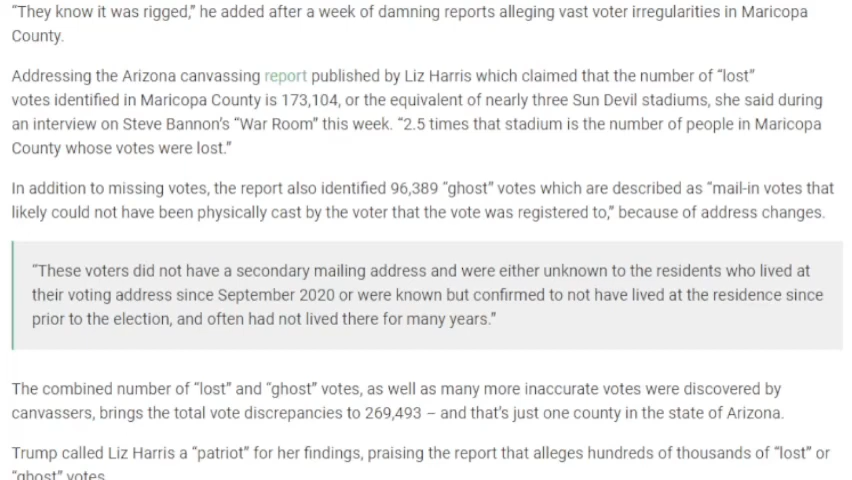 “They know it was rigged,” he added after a week of damning reports alleging vast voter irregularities in Maricopa
County.
Addressing the Arizona canvassing report published by Liz Harris which claimed that the number of “lost”
votes identified in Maricopa County is 173,104, or the equivalent of nearly three Sun Devil stadiums, she said during
an interview on Steve Bannon’s “War Room” this week. “2.5 times that stadium is the number of people in Maricopa
County whose votes were lost.”
In addition to missing votes, the report also identified 96,389 “ghost” votes which are described as “mail-in votes that
likely could not have been physically cast by the voter that the vote was registered to,” because of address changes.
“These voters did not have a secondary mailing address and were either unknown to the residents who lived at
their voting address since September 2020 or were known but confirmed to not have lived at the residence since
prior to the election, and often had not lived there for many years.”
The combined number of “lost” and “ghost” votes, as well as many more inaccurate votes were discovered by
canvassers, brings the total vote discrepancies to 269,493 – and that’s just one county in the state of Arizona.
Trump called Liz Harris a “patriot” for her findings, praising the report that alleges hundreds of thousands of “lost” or
“ghost” votes